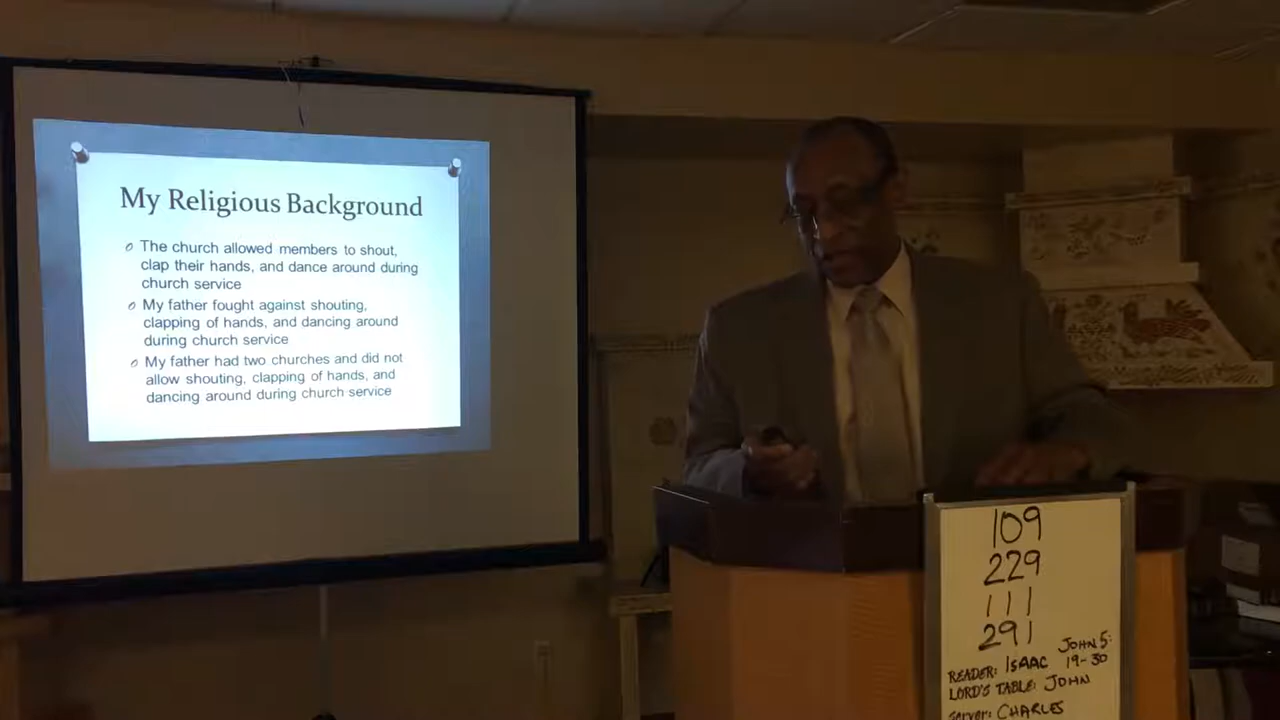 My Religious Background
The church allowed members to shout,
clap their hands, and dance around during
church service
My father fought against shouting,
clapping of hands, and dancing around
during church service
My father had two churches and did not
allow shouting, clapping of hands, and
dancing around during church service
109
229
111
291
JOHN 5:
READER: ISAAC 19-30
LORD'S TABLE: JOHN
Server: CHARLES